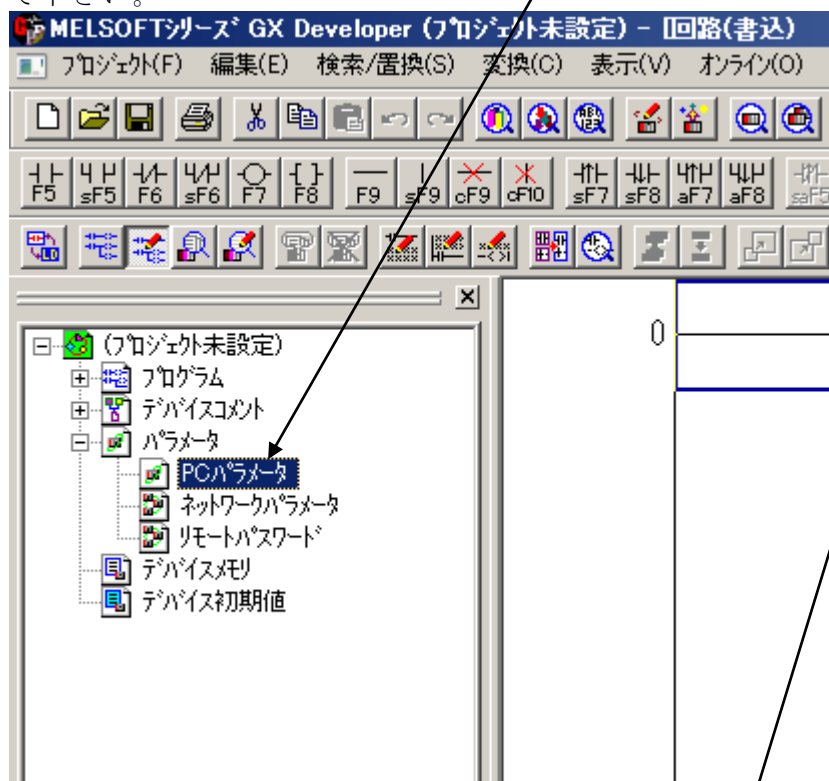 て下さい。
MELSOFTシリーズ GX Developer (プロジェクト未設定) - [回路(書込)
プロジェクト(F) 編集(E) 検索/置換(S) 変換(C) 表示(V) オンライン(O)
F5 sF5 F6 sF6 F7 F8 F9 sF9 cF9 cF10 sF7 sF8 aF7 aF8 saF5
(プロジェクト未設定)
プログラム
デバイスコメント
パラメータ
PCパラメータ
ネットワークパラメータ
リモートパスワード
デバイスメモリ
デバイス初期値
0